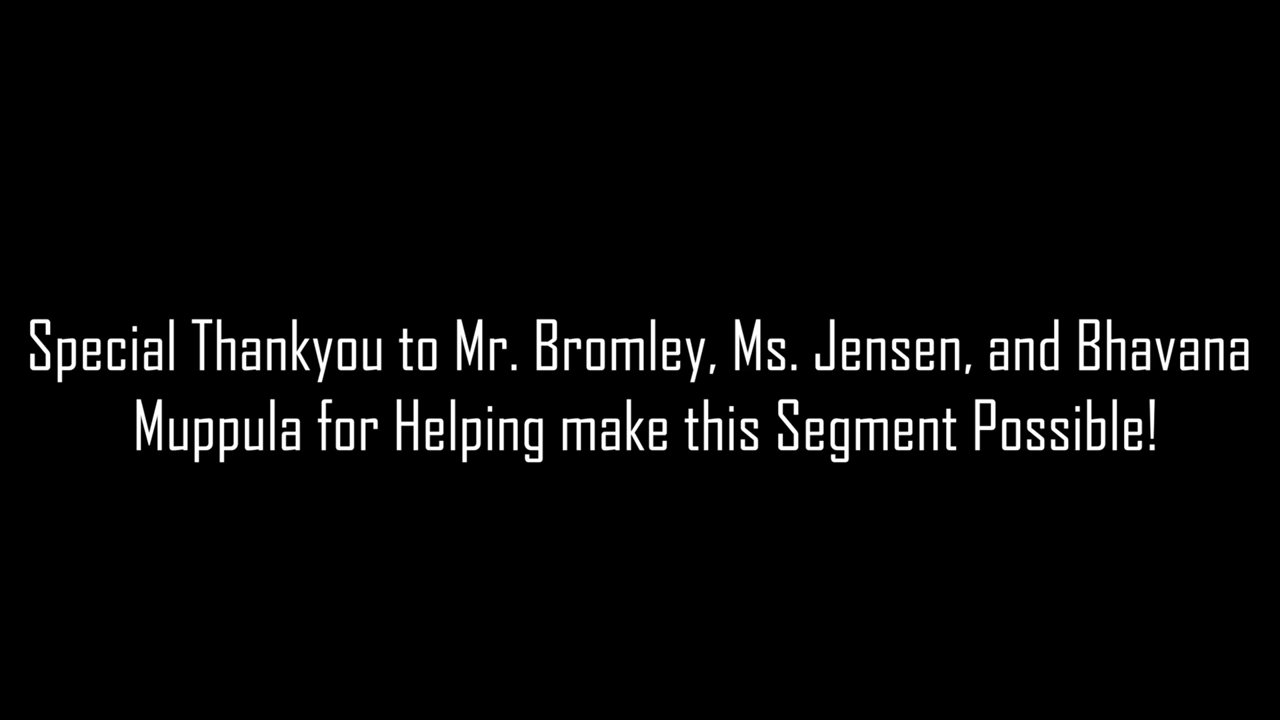 Special Thankyou to Mr. Bromley, Ms. Jensen, and Bhavana
Muppula for Helping make this Segment Possible!